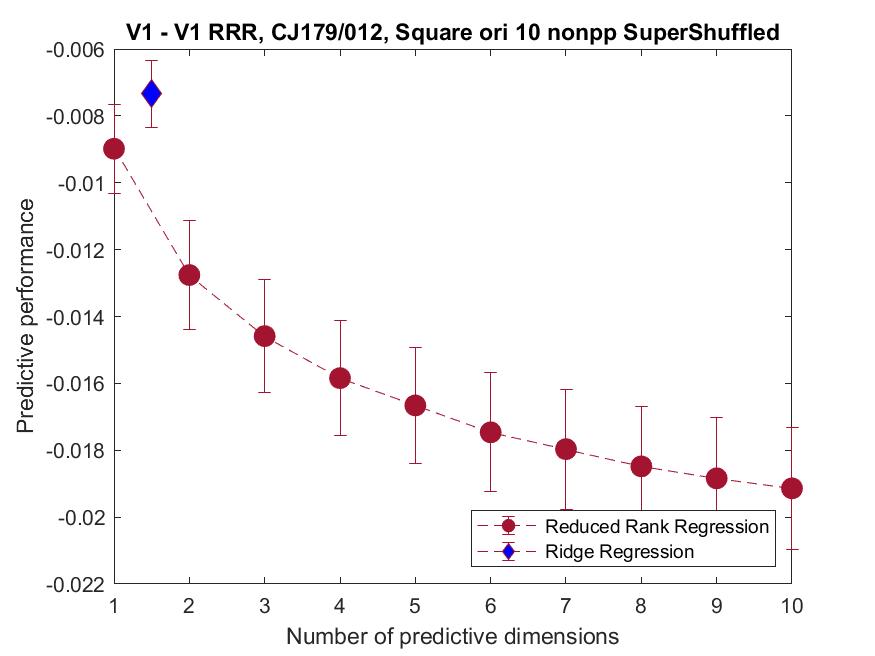 V1 - V1 RRR, CJ179/012, Square ori 10 nonpp SuperShuffled
Predictive performance
-0.006
-0.008
-0.01
-0.012
-0.014
-0.016
-0.018
-0.02
-0.022
Reduced Rank Regression
Ridge Regression
1 2 3 4 5 6 7 8 9 10
Number of predictive dimensions